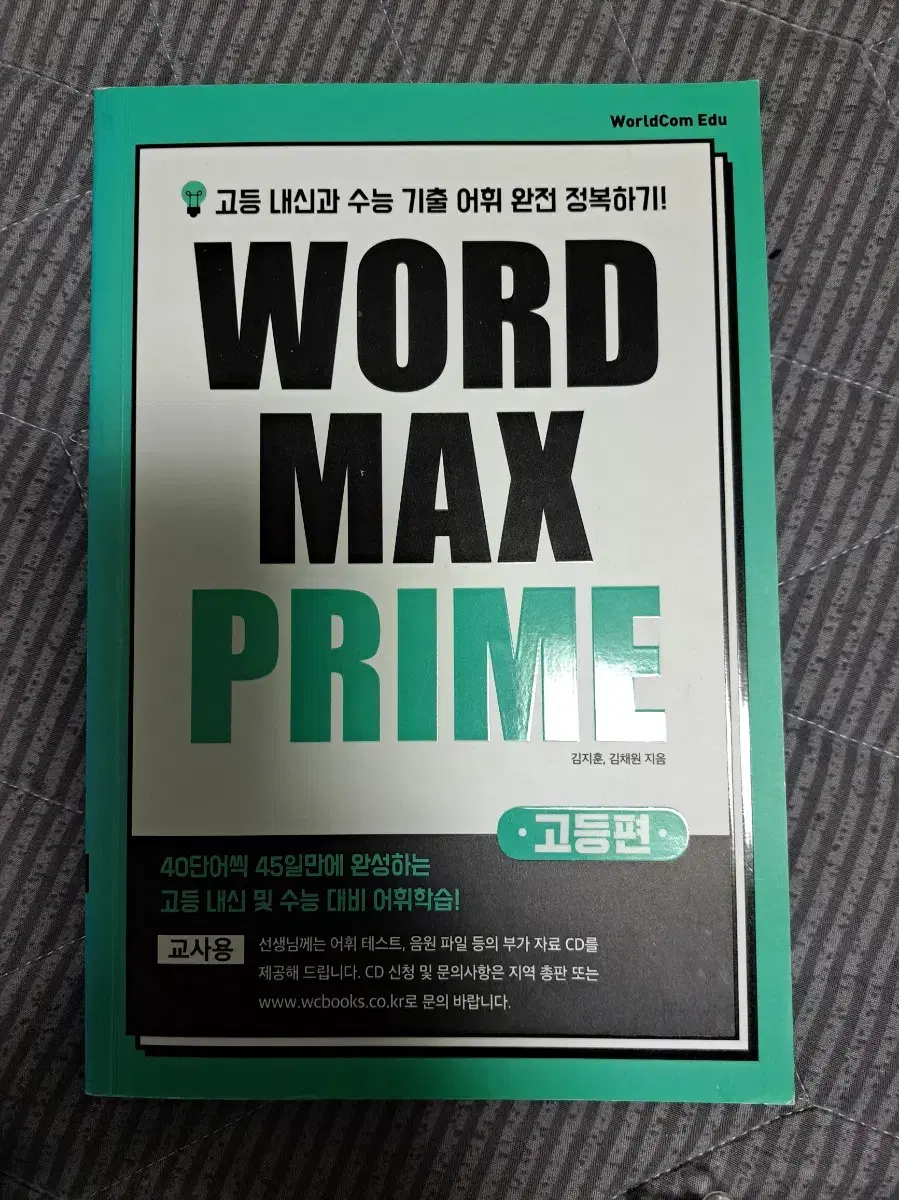 WorldCom Edu
고등 내신과 수능 기출 어휘 완전 정복하기!
WORD
MAX
PRIME
김지훈, 김채원 지음
·고등편·
40단어씩 45일만에 완성하는
고등 내신 및 수능 대비 어휘학습!
교사용
선생님께는 어휘 테스트, 음원 파일 등의 부가 자료 CD를
제공해 드립니다. CD 신청 및 문의사항은 지역 총판 또는
www.wcbooks.co.kr로 문의 바랍니다.